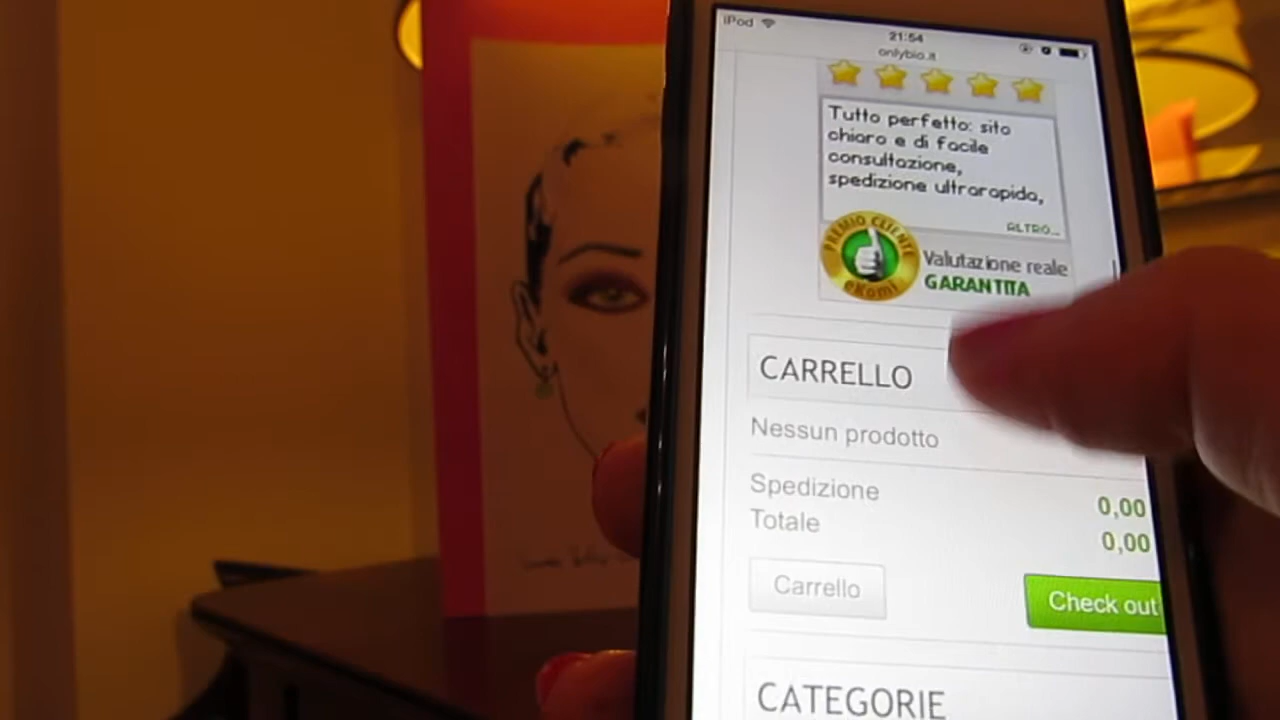 iPod
21:54
onlybio.it
Tutto perfetto: sito
chiaro e di facile
consultazione,
spedizione ultrarapida,
ALTRO...
PREMIO CLIENTE
eKomi
Valutazione reale
GARANTITA
CARRELLO
Nessun prodotto
Spedizione 0,00
Totale 0,00
Carrello Check out
CATEGORIE